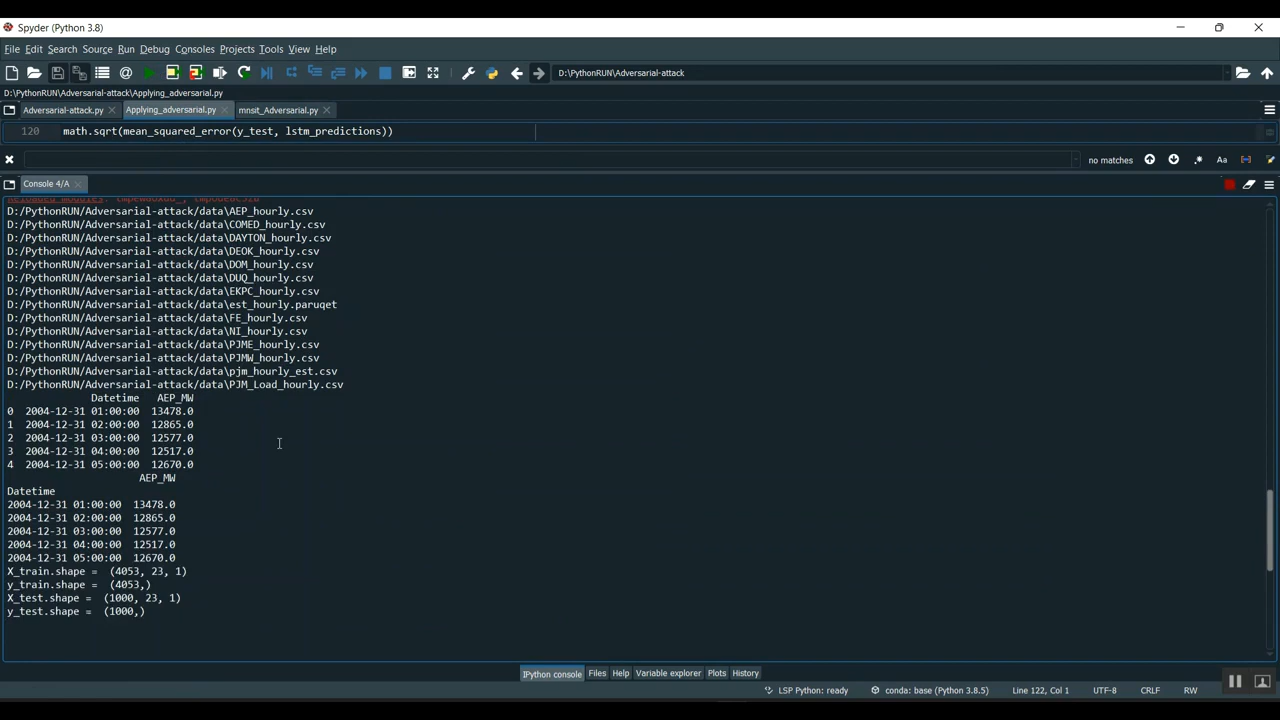 Spyder (Python 3.8)
File Edit Search Source Run Debug Consoles Projects Tools View Help
D:\PythonRUN\Adversarial-attack
D:\PythonRUN\Adversarial-attack\Applying_adversarial.py
Adversarial-attack.py Applying_adversarial.py mnsit_Adversarial.py
120 math.sqrt(mean_squared_error(y_test, lstm_predictions))
no matches .* Aa
Console 4/A
Reloaded modules:
D:/PythonRUN/Adversarial-attack/data\AEP_hourly.csv
D:/PythonRUN/Adversarial-attack/data\COMED_hourly.csv
D:/PythonRUN/Adversarial-attack/data\DAYTON_hourly.csv
D:/PythonRUN/Adversarial-attack/data\DEOK_hourly.csv
D:/PythonRUN/Adversarial-attack/data\DOM_hourly.csv
D:/PythonRUN/Adversarial-attack/data\DUQ_hourly.csv
D:/PythonRUN/Adversarial-attack/data\EKPC_hourly.csv
D:/PythonRUN/Adversarial-attack/data\est_hourly.paruqet
D:/PythonRUN/Adversarial-attack/data\FE_hourly.csv
D:/PythonRUN/Adversarial-attack/data\NI_hourly.csv
D:/PythonRUN/Adversarial-attack/data\PJME_hourly.csv
D:/PythonRUN/Adversarial-attack/data\PJMW_hourly.csv
D:/PythonRUN/Adversarial-attack/data\pjm_hourly_est.csv
D:/PythonRUN/Adversarial-attack/data\PJM_Load_hourly.csv
Datetime AEP_MW
0 2004-12-31 01:00:00 13478.0
1 2004-12-31 02:00:00 12865.0
2 2004-12-31 03:00:00 12577.0
3 2004-12-31 04:00:00 12517.0
4 2004-12-31 05:00:00 12670.0
AEP_MW
Datetime
2004-12-31 01:00:00 13478.0
2004-12-31 02:00:00 12865.0
2004-12-31 03:00:00 12577.0
2004-12-31 04:00:00 12517.0
2004-12-31 05:00:00 12670.0
X_train.shape = (4053, 23, 1)
y_train.shape = (4053,)
X_test.shape = (1000, 23, 1)
y_test.shape = (1000,)
IPython console Files Help Variable explorer Plots History
LSP Python: ready conda: base (Python 3.8.5) Line 122, Col 1 UTF-8 CRLF RW